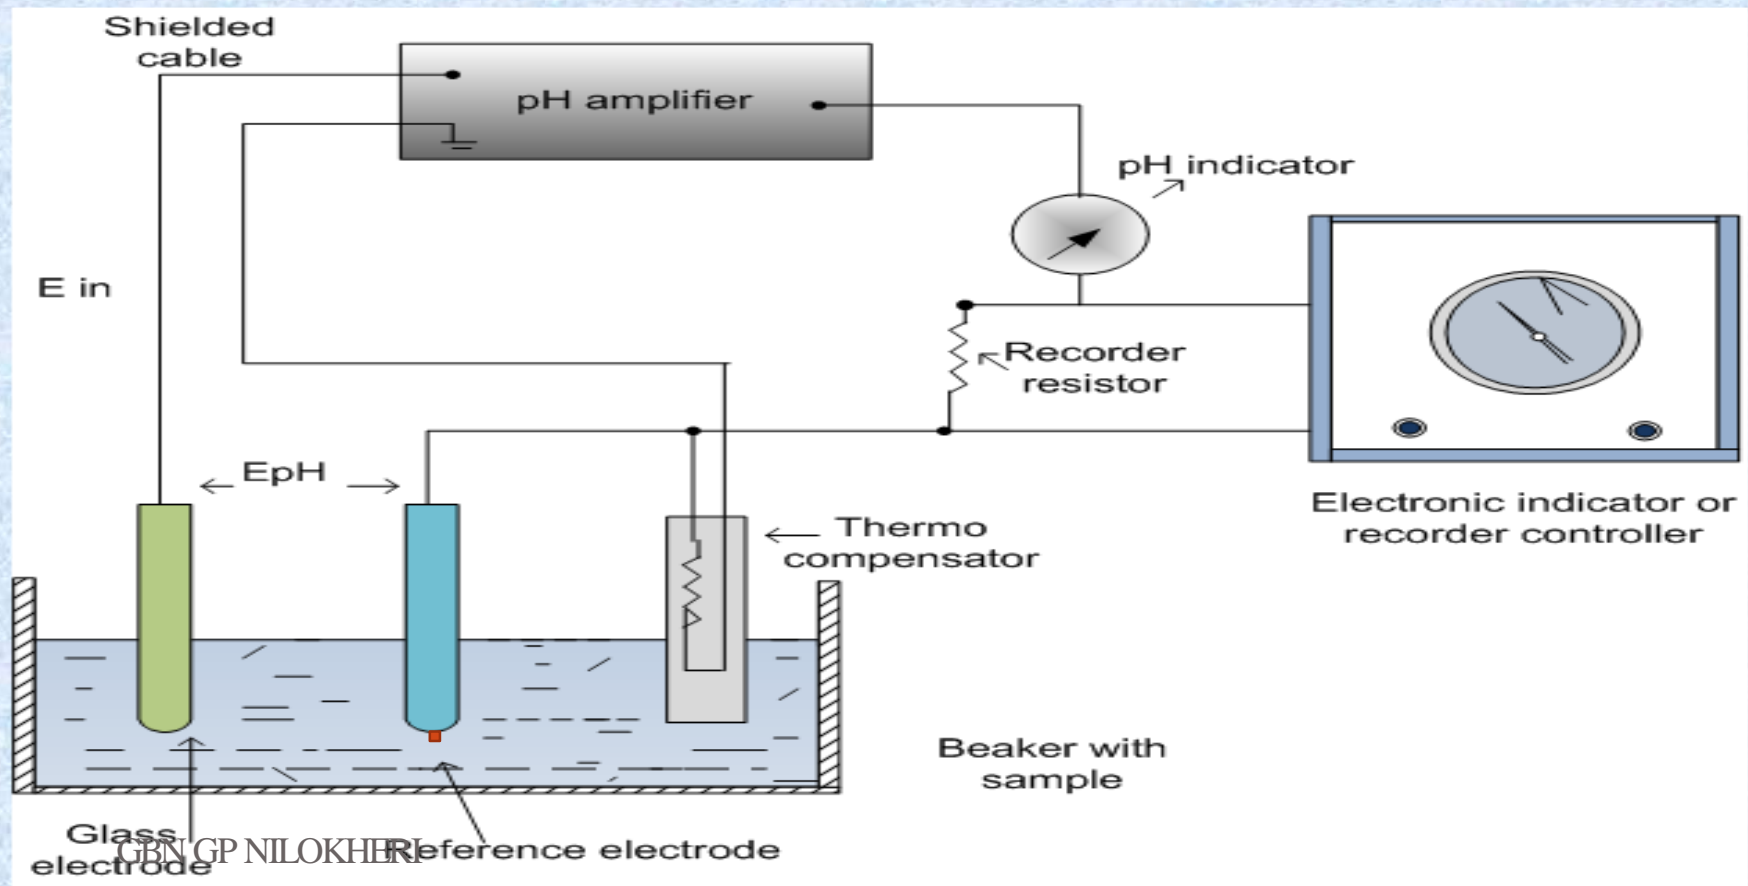 Shielded
cable
pH amplifier
pH indicator
E in
Recorder
resistor
EpH
Electronic indicator or
recorder controller
Thermo
compensator
Beaker with
sample
Glass
electrode
GBN GP NILOKHERI
Reference electrode